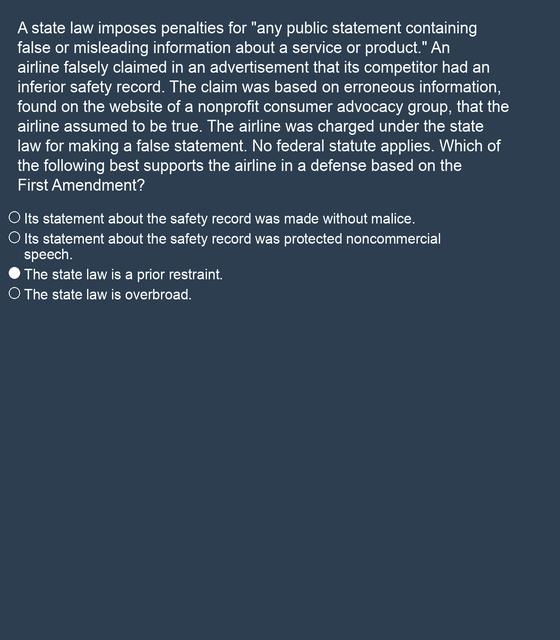 A state law imposes penalties for "any public statement containing
false or misleading information about a service or product." An
airline falsely claimed in an advertisement that its competitor had an
inferior safety record. The claim was based on erroneous information,
found on the website of a nonprofit consumer advocacy group, that the
airline assumed to be true. The airline was charged under the state
law for making a false statement. No federal statute applies. Which of
the following best supports the airline in a defense based on the
First Amendment?
Its statement about the safety record was made without malice.
Its statement about the safety record was protected noncommercial
speech.
The state law is a prior restraint.
The state law is overbroad.